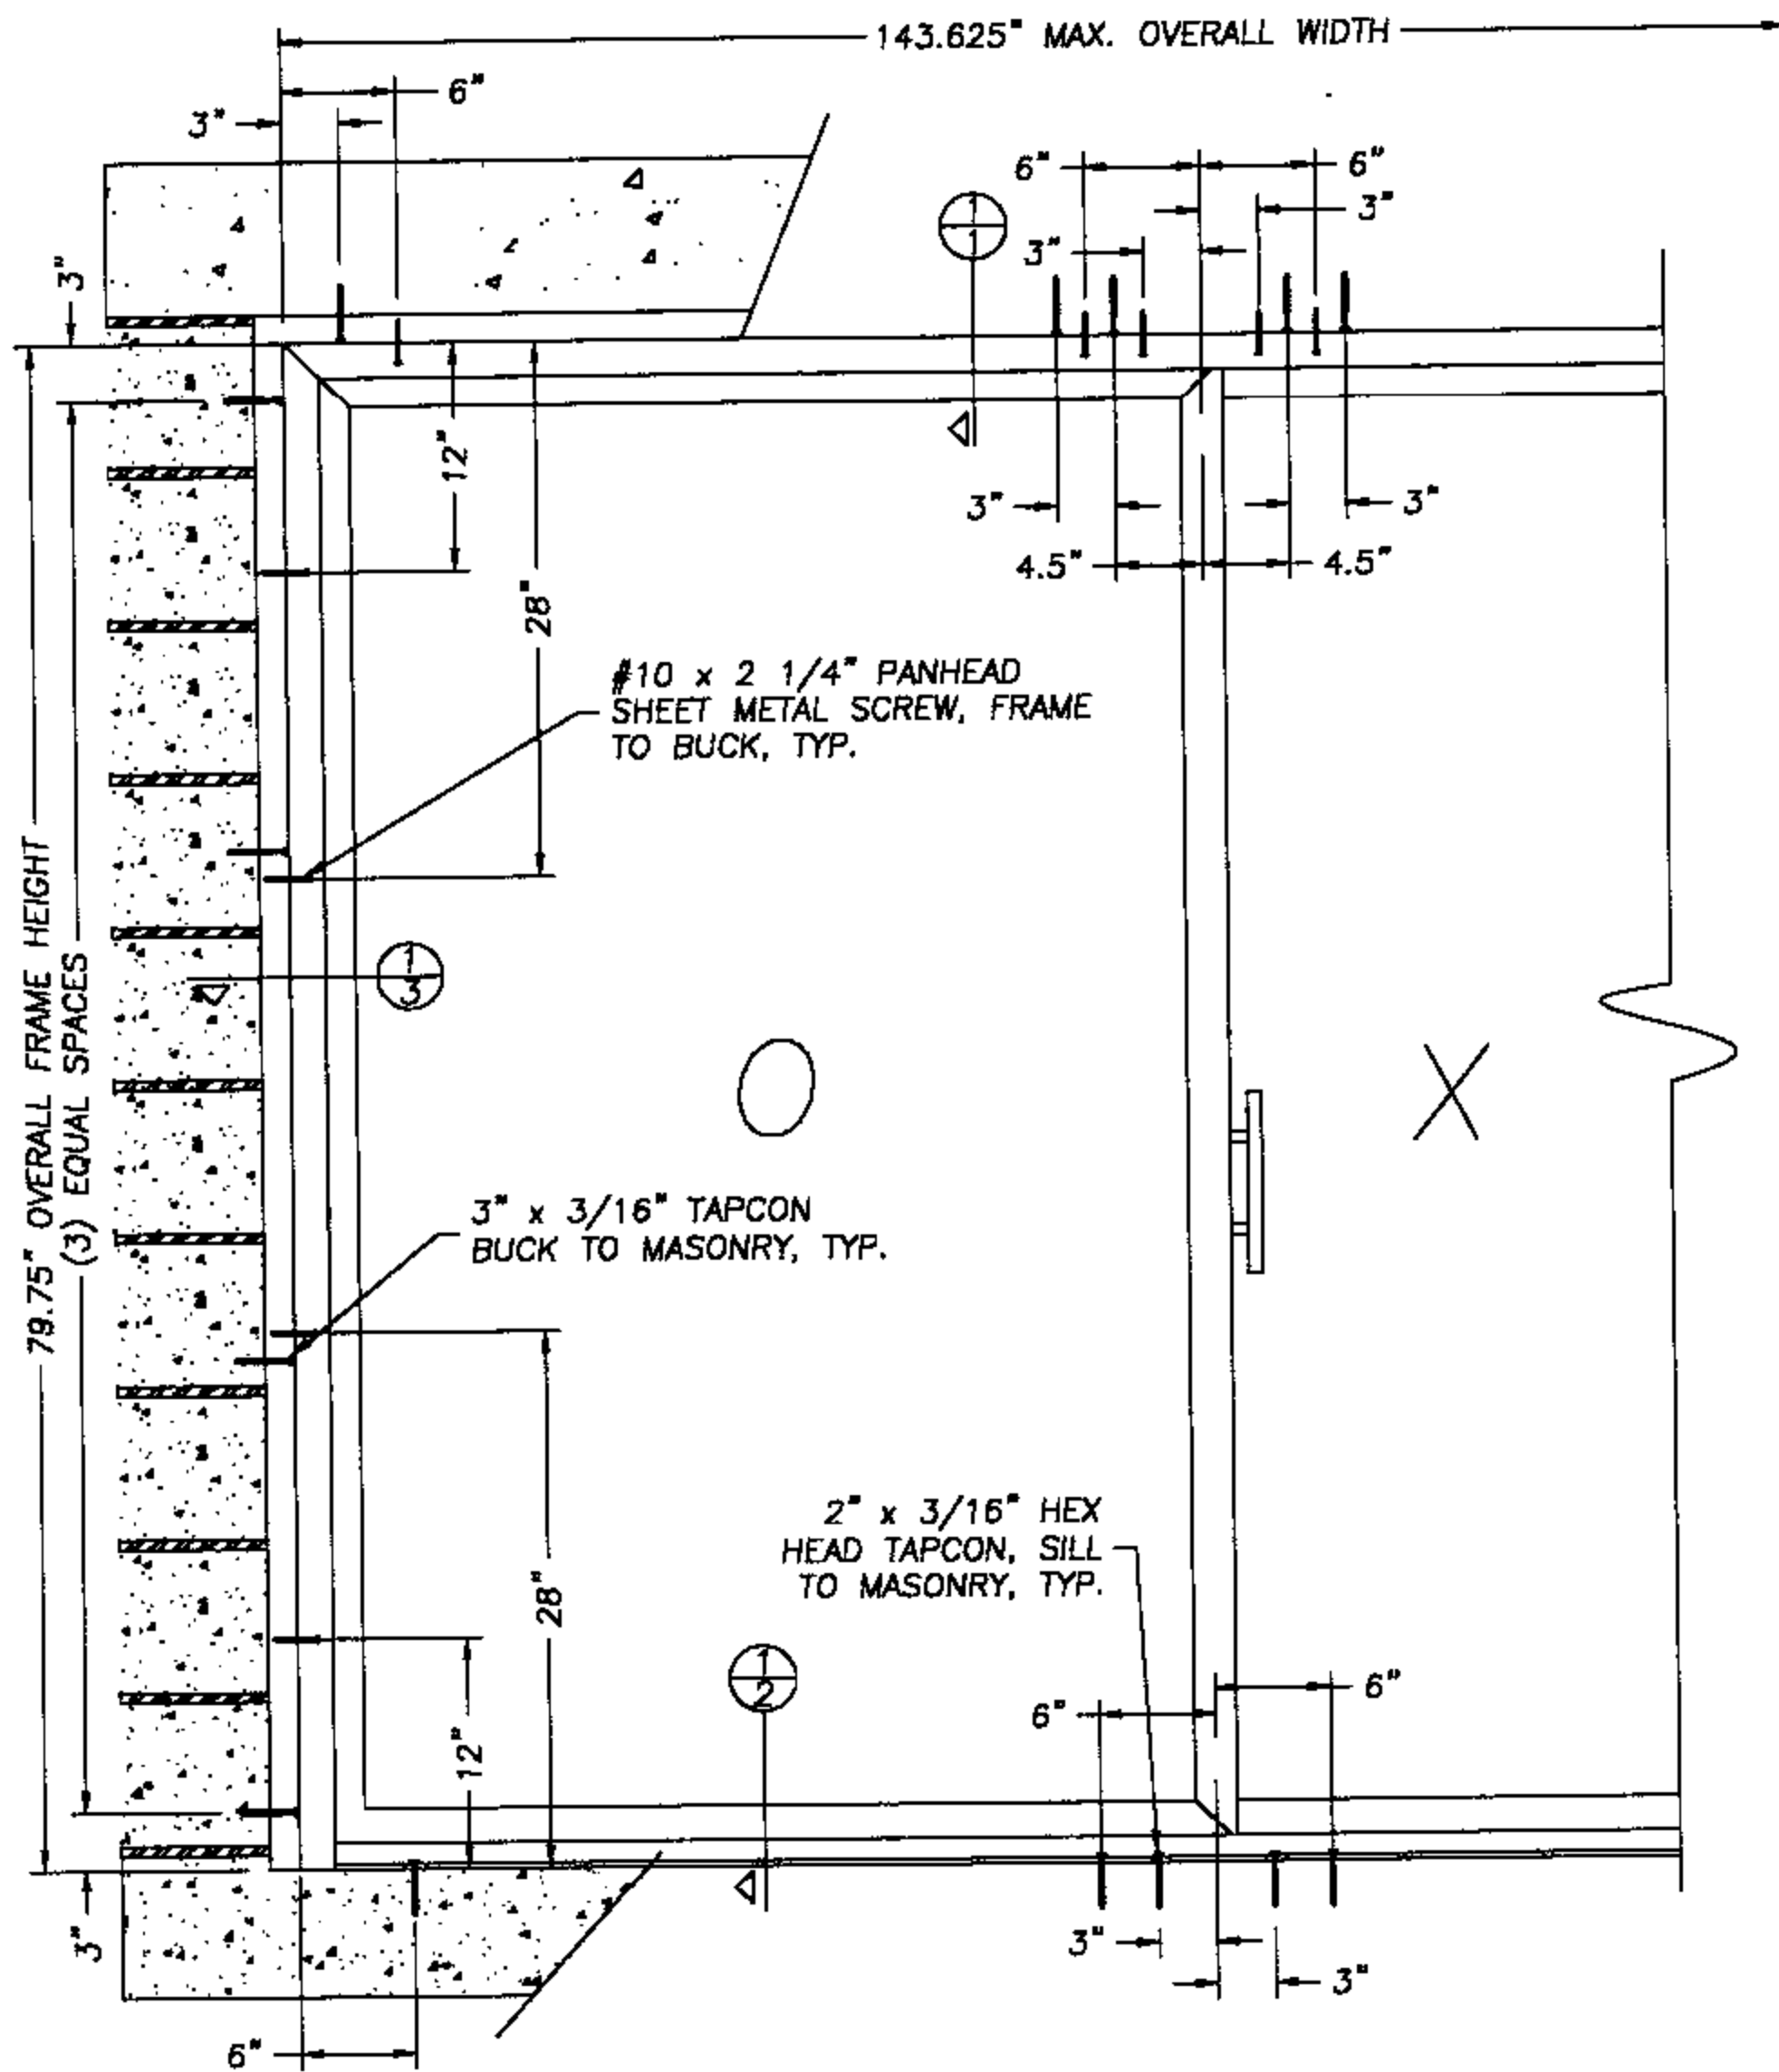 143.625" MAX. OVERALL WIDTH
6"
3"
6"
6"
3"
3"
1
1
3"
12"
3"
3"
28"
4.5"
4.5"
#10 x 2 1/4" PANHEAD
SHEET METAL SCREW, FRAME
TO BUCK, TYP.
79.75" OVERALL FRAME HEIGHT
(3) EQUAL SPACES
1
3
O
X
3" x 3/16" TAPCON
BUCK TO MASONRY, TYP.
2" x 3/16" HEX
HEAD TAPCON, SILL
TO MASONRY, TYP.
28"
1
2
6"
6"
12"
3"
3"
3"
6"